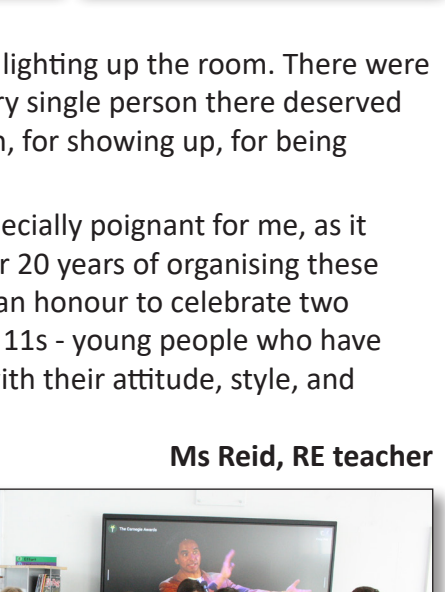 lighting up the room. There were
ry single person there deserved
n, for showing up, for being
ecially poignant for me, as it
r 20 years of organising these
an honour to celebrate two
11s - young people who have
ith their attitude, style, and
Ms Reid, RE teacher
The Carnegie Awards